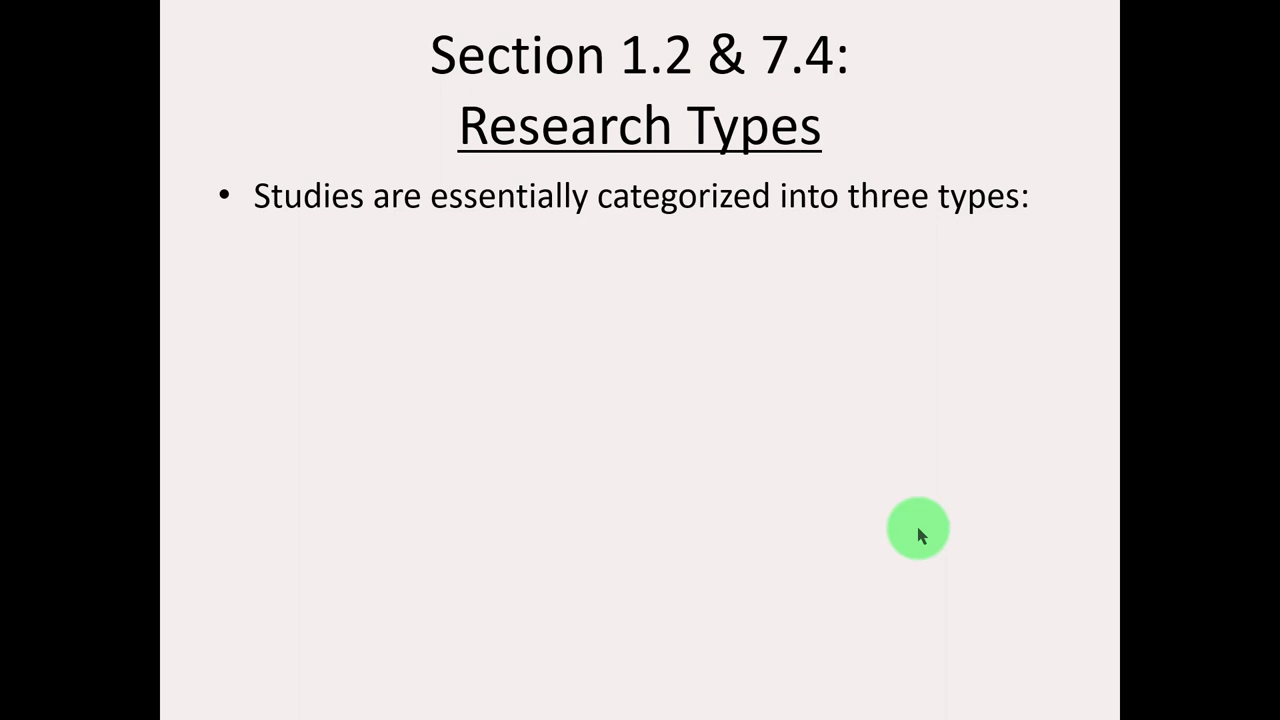 Section 1.2 & 7.4:
Research Types
• Studies are essentially categorized into three types: